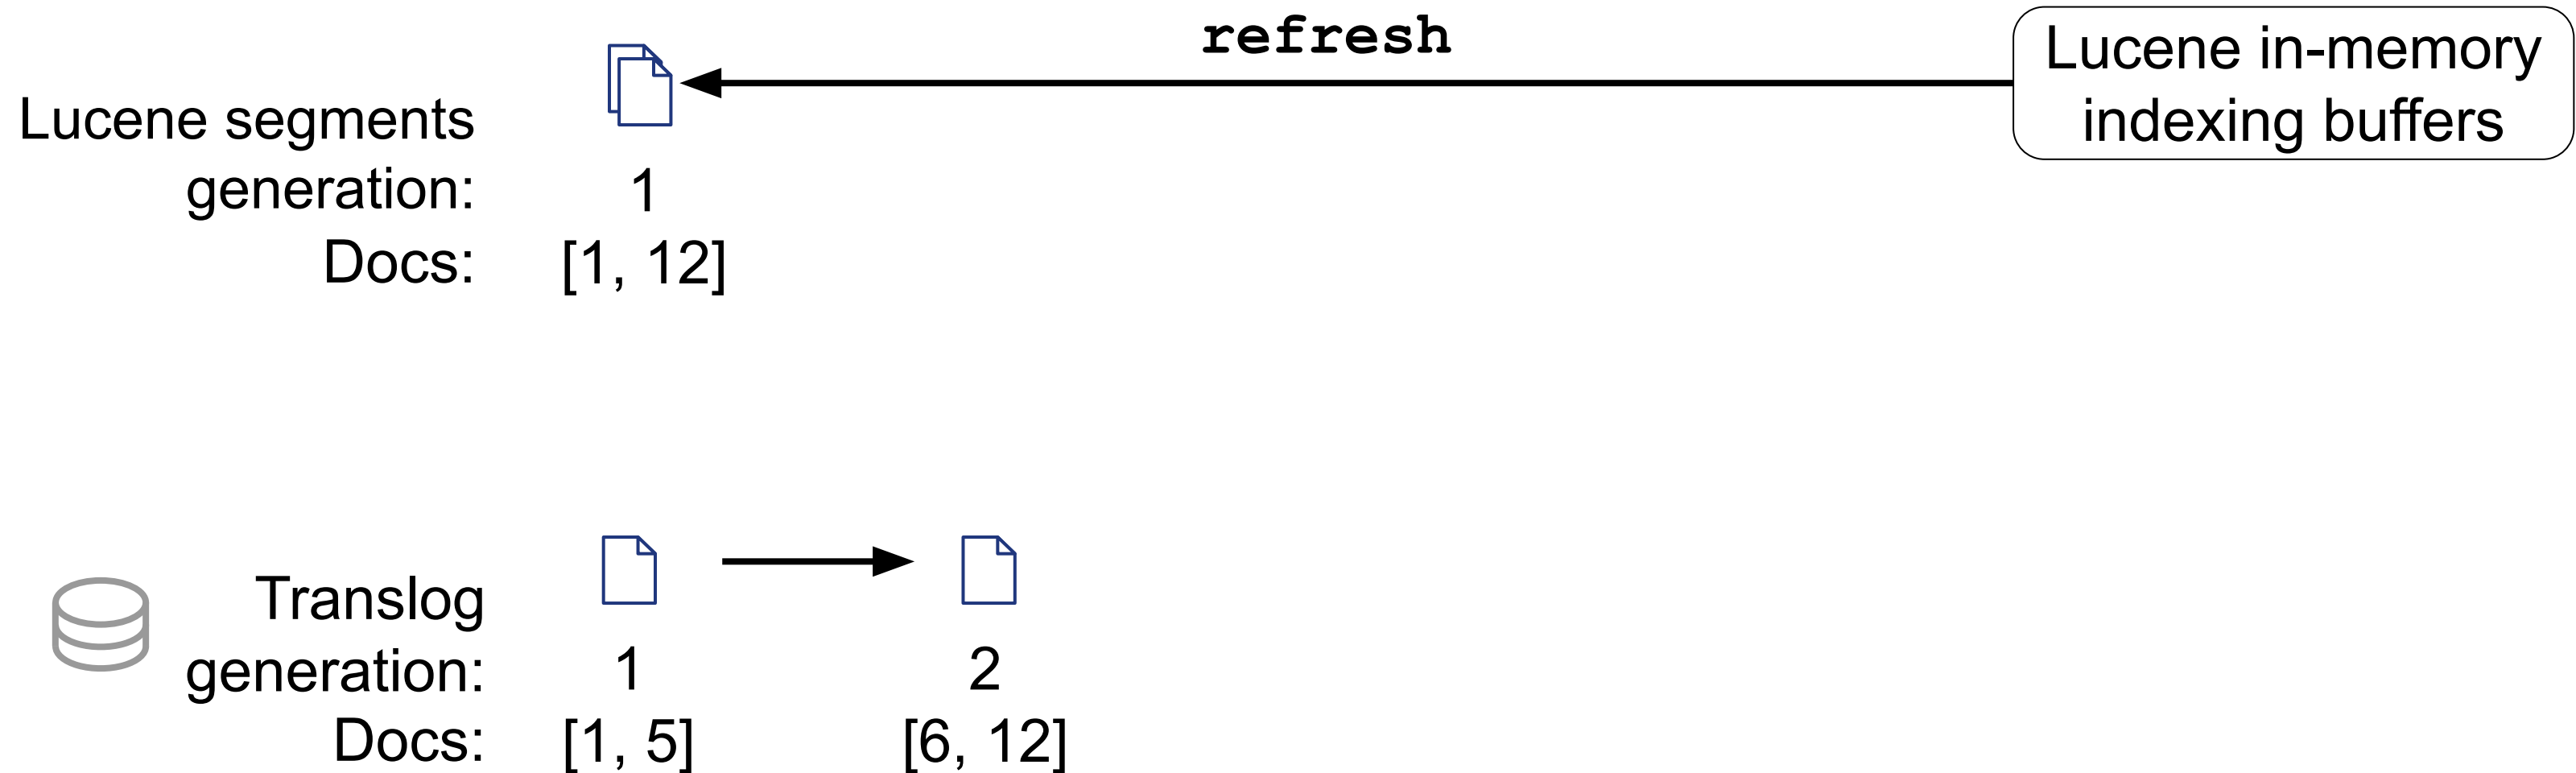 refresh
Lucene in-memory
indexing buffers
Lucene segments
generation: 1
Docs: [1, 12]
Translog
generation: 1 2
Docs: [1, 5] [6, 12]